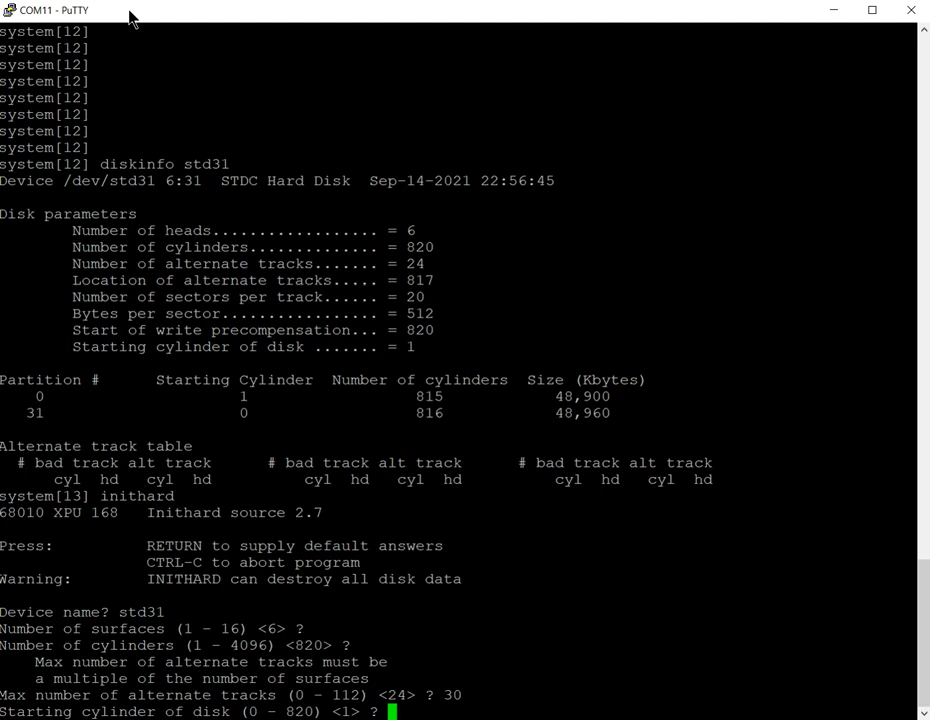 COM11 - PuTTY
system[12]
system[12]
system[12]
system[12]
system[12]
system[12]
system[12]
system[12]
system[12] diskinfo std31
Device /dev/std31 6:31  STDC Hard Disk  Sep-14-2021 22:56:45
Disk parameters
Number of heads.................. = 6
Number of cylinders.............. = 820
Number of alternate tracks....... = 24
Location of alternate tracks..... = 817
Number of sectors per track...... = 20
Bytes per sector................. = 512
Start of write precompensation... = 820
Starting cylinder of disk ....... = 1
Partition #       Starting Cylinder  Number of cylinders  Size (Kbytes)
0                 1                    815              48,900
31                 0                    816              48,960
Alternate track table
# bad track alt track       # bad track alt track       # bad track alt track
cyl  hd   cyl  hd            cyl  hd   cyl  hd            cyl  hd   cyl  hd
system[13] inithard
68010 XPU 168   Inithard source 2.7
Press:           RETURN to supply default answers
CTRL-C to abort program
Warning:         INITHARD can destroy all disk data
Device name? std31
Number of surfaces (1 - 16) <6> ?
Number of cylinders (1 - 4096) <820> ?
Max number of alternate tracks must be
a multiple of the number of surfaces
Max number of alternate tracks (0 - 112) <24> ? 30
Starting cylinder of disk (0 - 820) <1> ?